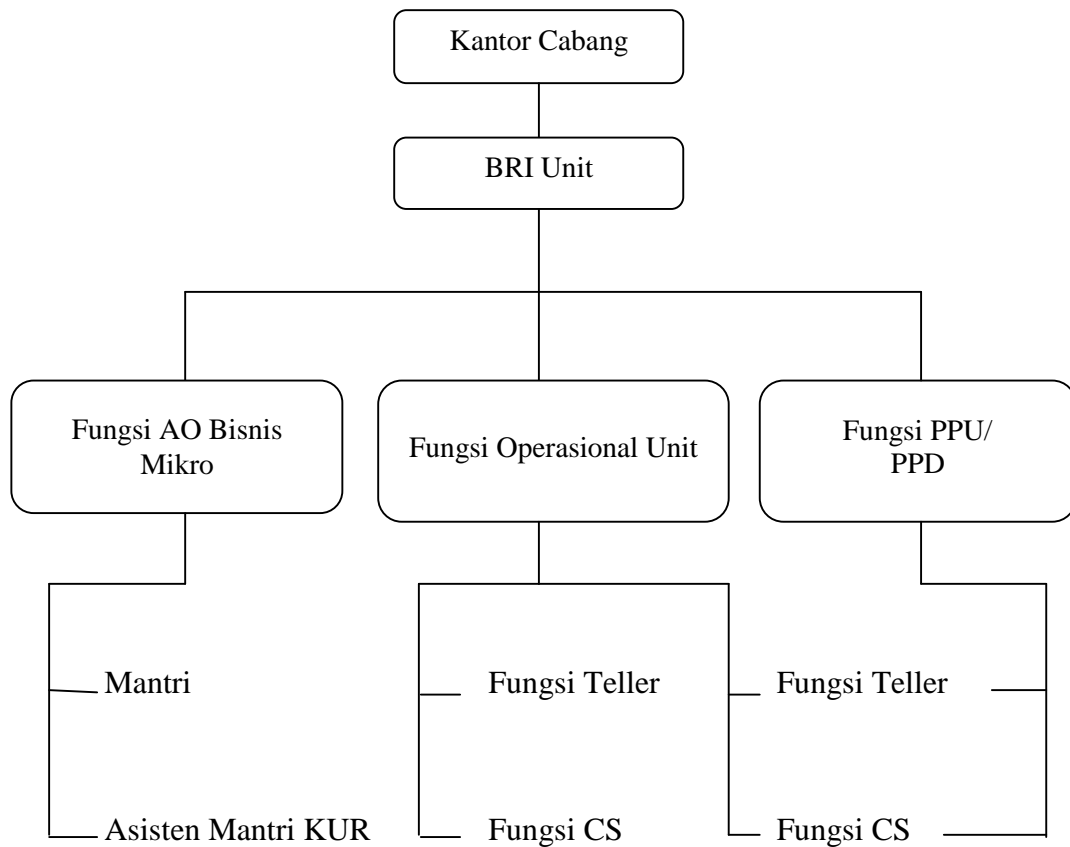 Kantor Cabang
BRI Unit
Fungsi AO Bisnis
Mikro
Fungsi Operasional Unit
Fungsi PPU/
PPD
Mantri
Fungsi Teller
Fungsi Teller
Asisten Mantri KUR
Fungsi CS
Fungsi CS